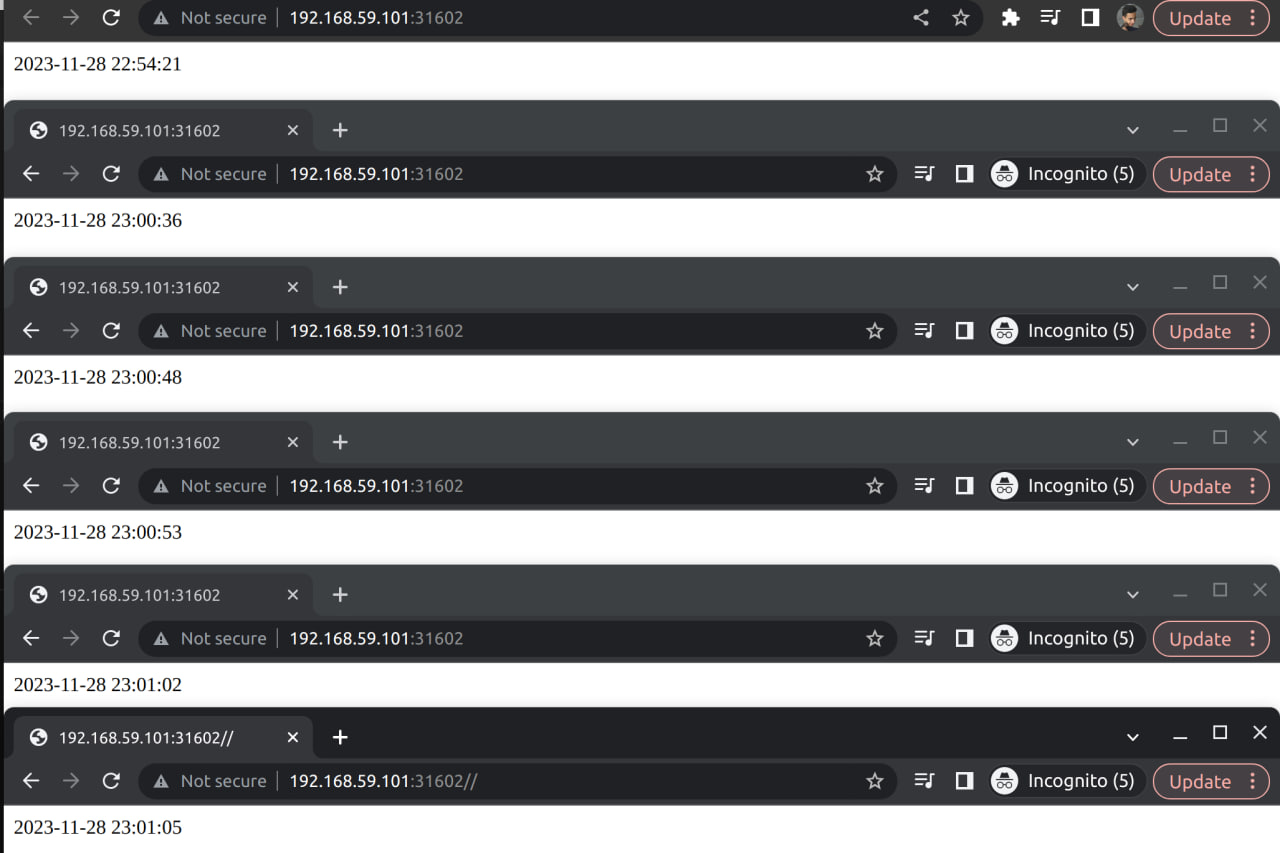 Not secure 192.168.59.101:31602 Update
2023-11-28 22:54:21
192.168.59.101:31602
Not secure 192.168.59.101:31602 Incognito (5) Update
2023-11-28 23:00:36
192.168.59.101:31602
Not secure 192.168.59.101:31602 Incognito (5) Update
2023-11-28 23:00:48
192.168.59.101:31602
Not secure 192.168.59.101:31602 Incognito (5) Update
2023-11-28 23:00:53
192.168.59.101:31602
Not secure 192.168.59.101:31602 Incognito (5) Update
2023-11-28 23:01:02
192.168.59.101:31602//
Not secure 192.168.59.101:31602// Incognito (5) Update
2023-11-28 23:01:05